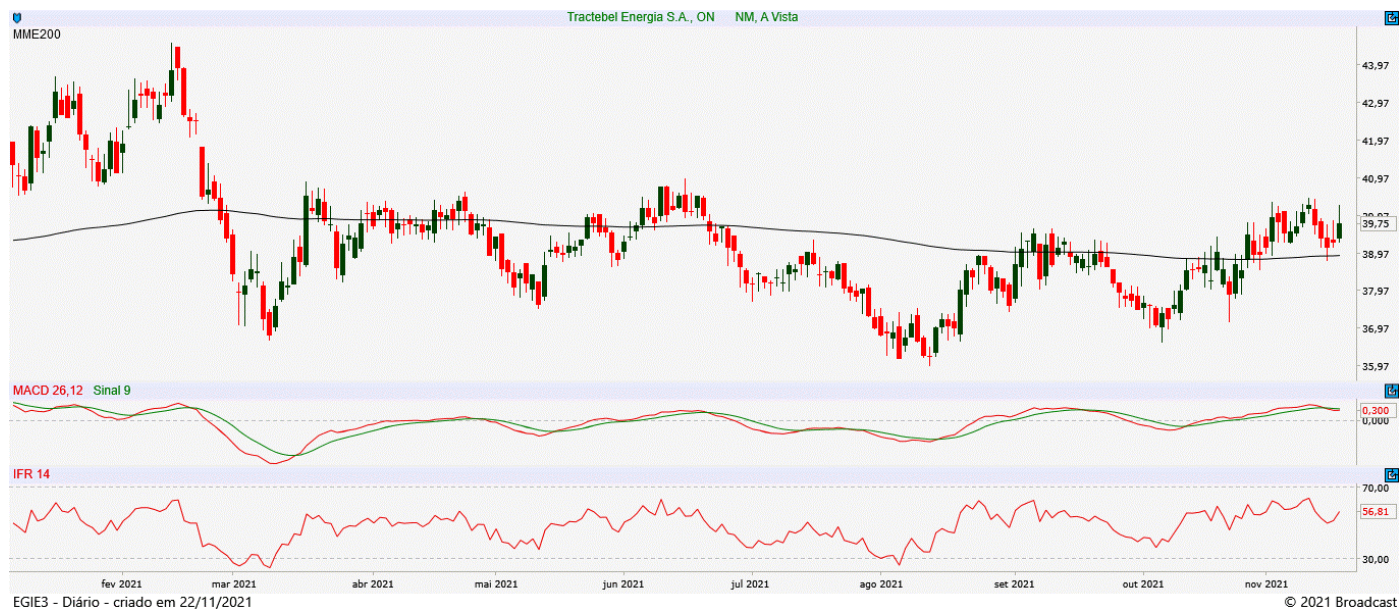 Tractebel Energia S.A., ON NM, A Vista
MME200
43,97
42,97
41,97
40,97
39,97
39,75
38,97
37,97
36,97
35,97
MACD 26,12 Sinal 9
0,300
0,000
IFR 14
70,00
56,81
30,00
fev 2021 mar 2021 abr 2021 mai 2021 jun 2021 jul 2021 ago 2021 set 2021 out 2021 nov 2021
EGIE3 - Diário - criado em 22/11/2021 © 2021 Broadcast